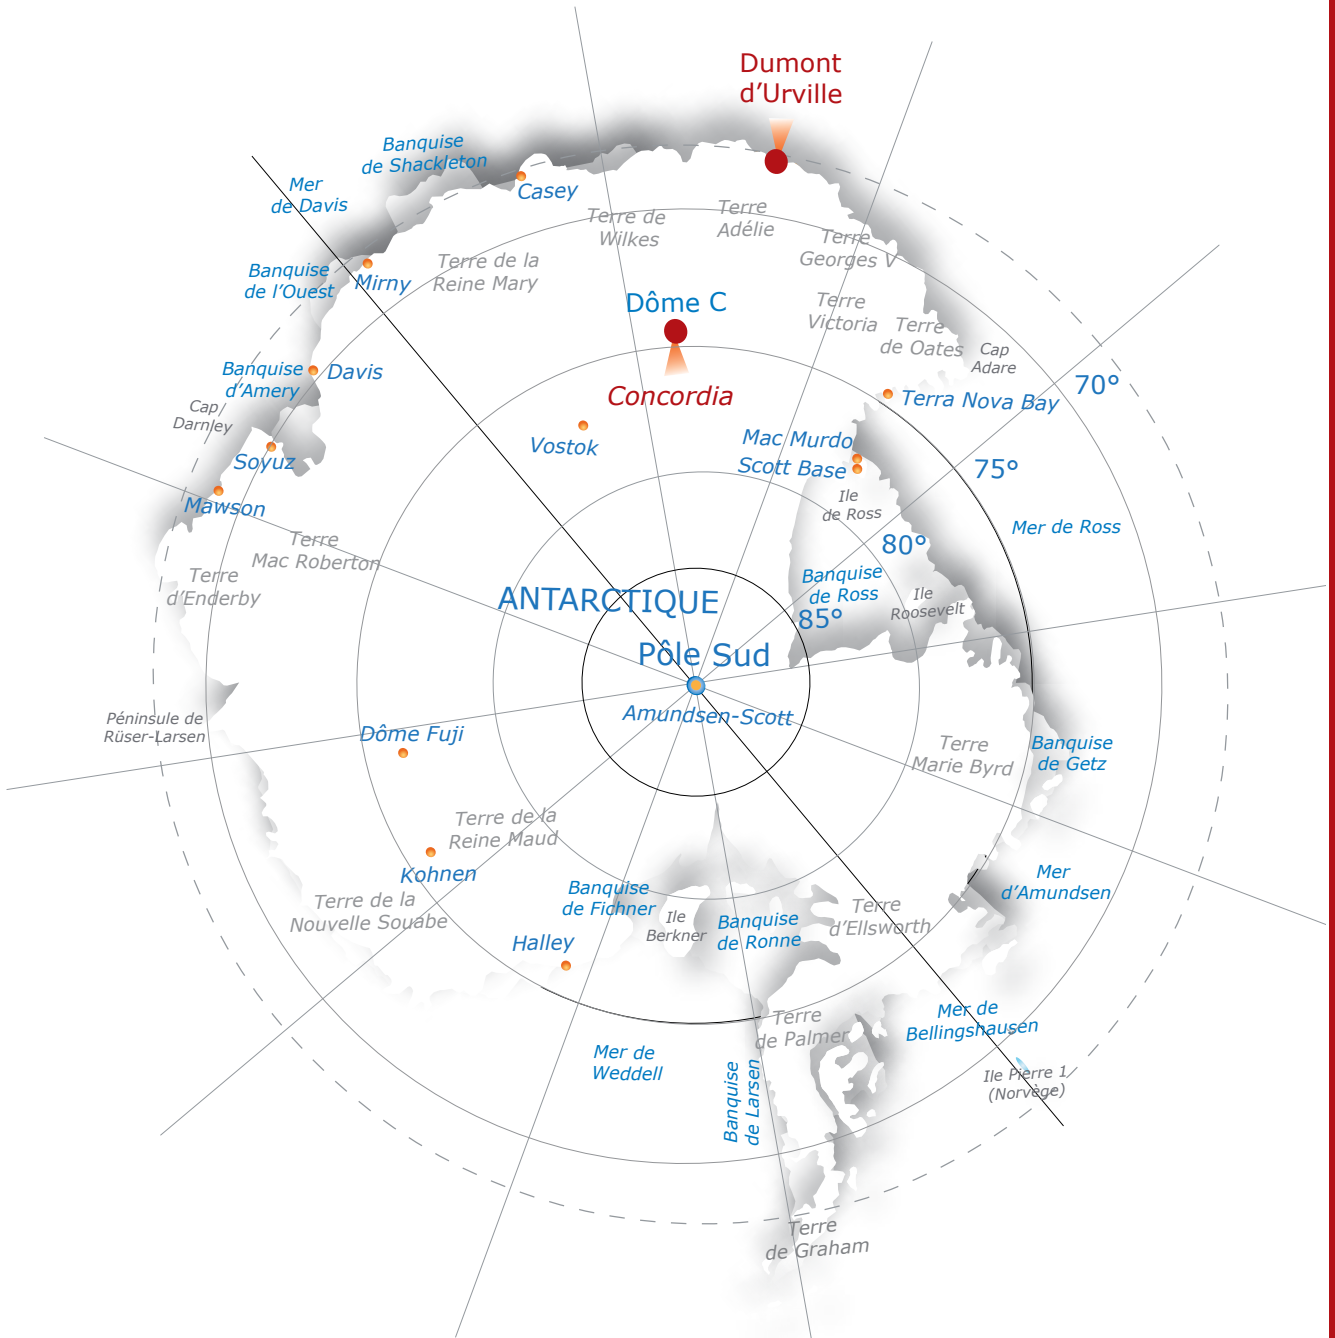 Dumont
d’Urville
Banquise
de Shackleton
Mer
de Davis
Casey
Terre de
Wilkes
Terre
Adélie
Terre
Georges V
Banquise
de l’Ouest
Mirny
Terre de la
Reine Mary
Dôme C
Terre
Victoria
Terre
de Oates
Cap
Adare
Banquise
d’Amery
Davis
Concordia
Terra Nova Bay
70°
Cap
Darnley
Vostok
Mac Murdo
Scott Base
75°
Soyuz
Mawson
Ile
de Ross
Mer de Ross
Terre
Mac Roberton
80°
Terre
d’Enderby
Banquise
de Ross
Ile
Roosevelt
ANTARCTIQUE
85°
Pôle Sud
Amundsen-Scott
Péninsule de
Rüser-Larsen
Dôme Fuji
Terre
Marie Byrd
Banquise
de Getz
Terre de la
Reine Maud
Kohnen
Mer
d’Amundsen
Terre de la
Nouvelle Souabe
Banquise
de Fichner
Ile
Berkner
Banquise
de Ronne
Terre
d’Ellsworth
Halley
Terre
de Palmer
Mer de
Bellingshausen
Mer de
Weddell
Banquise
de Larsen
Ile Pierre 1
(Norvège)
Terre
de Graham